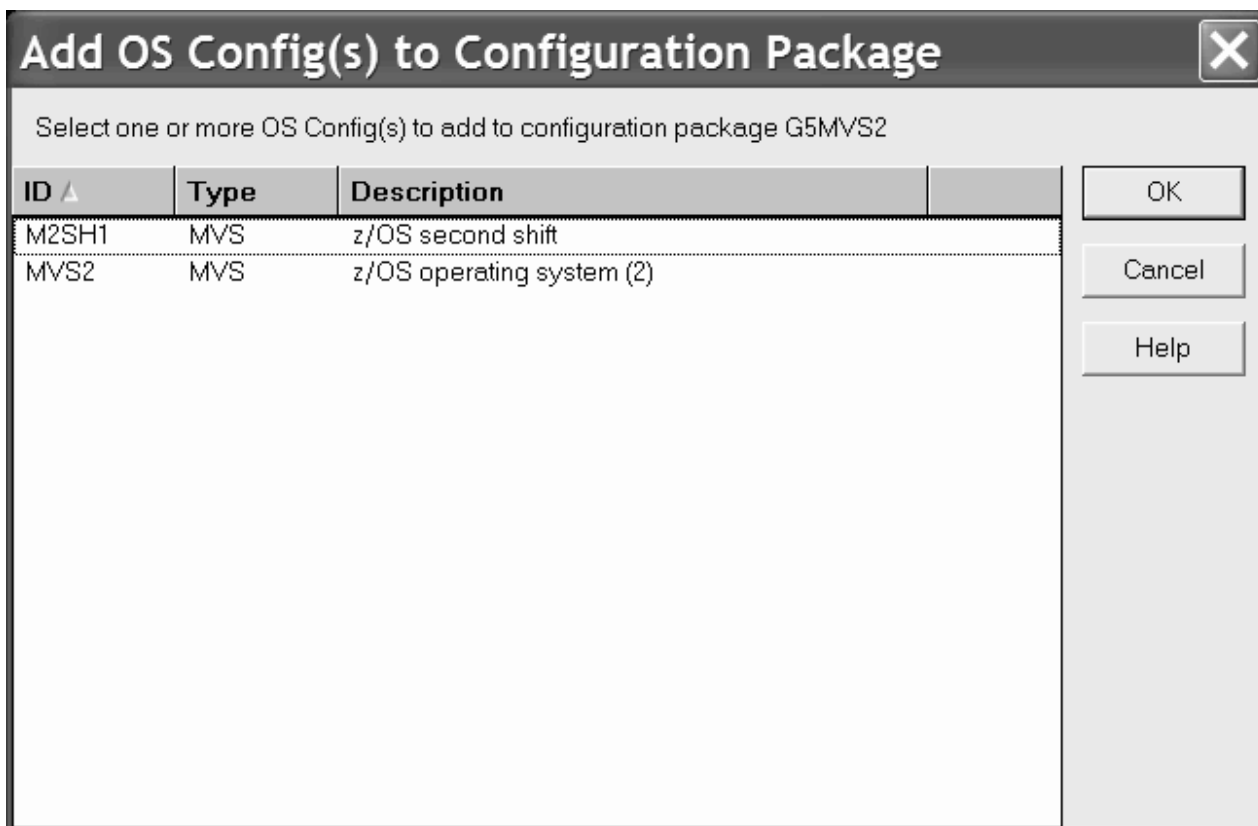 Add OS Config(s) to Configuration Package
Select one or more OS Config(s) to add to configuration package G5MVS2
ID Type Description
M2SH1 MVS z/OS second shift
MVS2 MVS z/OS operating system (2)
OK
Cancel
Help